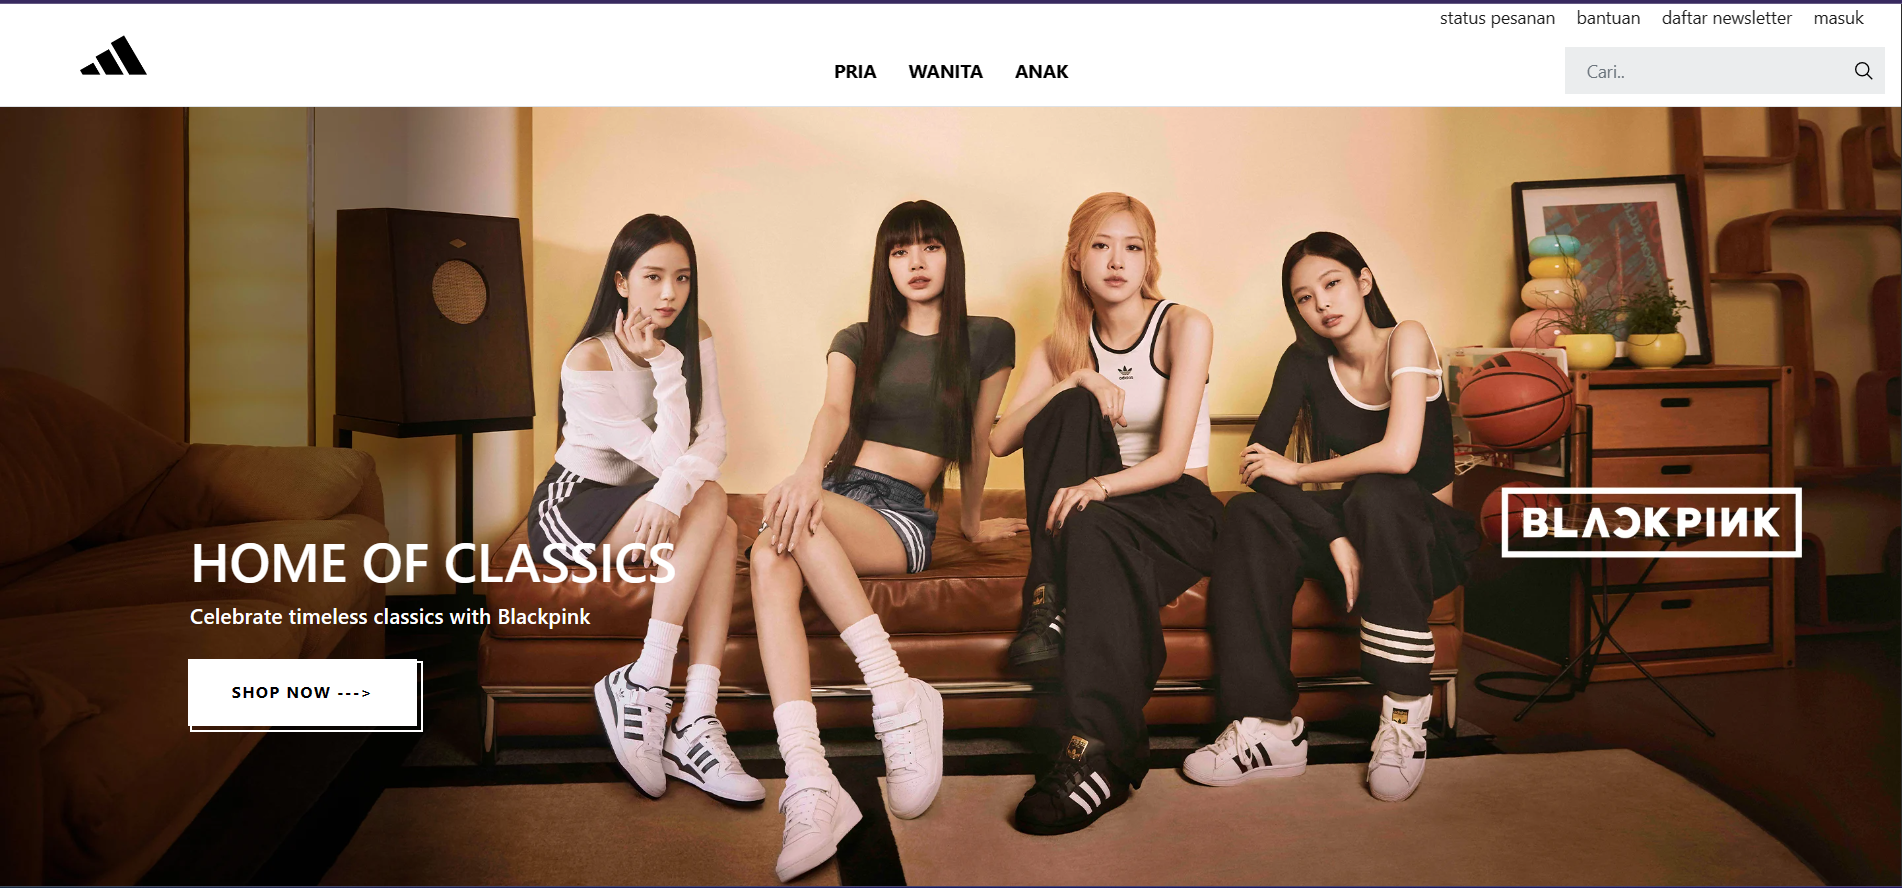 status pesanan bantuan daftar newsletter masuk
PRIA WANITA ANAK
Cari..
adidas
BLACKPINK
HOME OF CLASSICS
Celebrate timeless classics with Blackpink
SHOP NOW --->